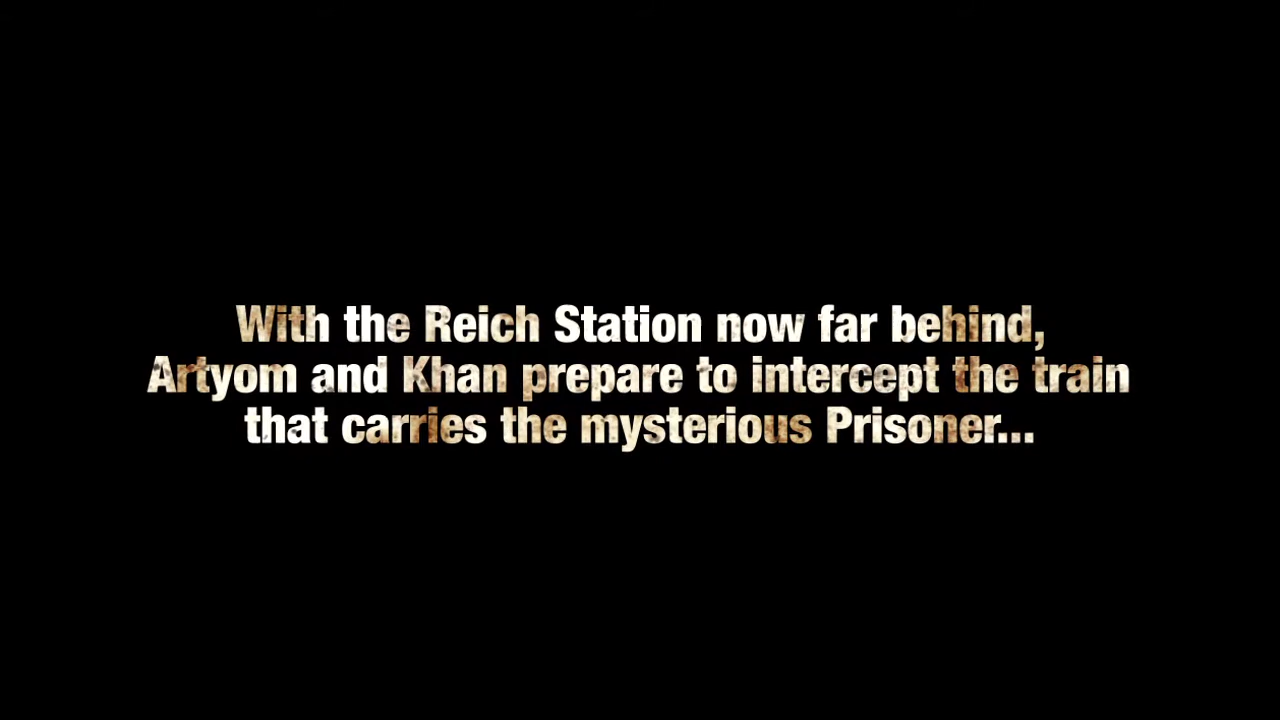 With the Reich Station now far behind,
Artyom and Khan prepare to intercept the train
that carries the mysterious Prisoner...